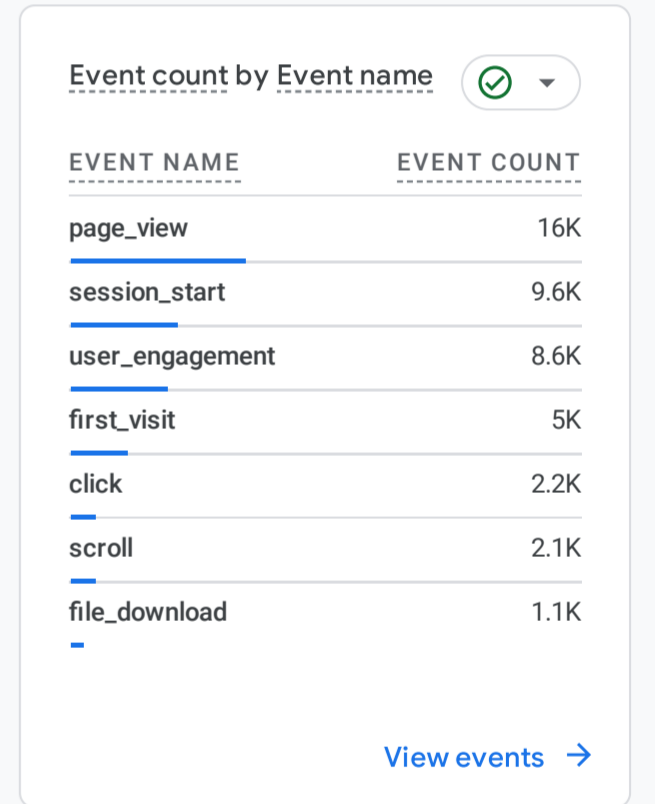 Event count by Event name
EVENT NAME EVENT COUNT
page_view 16K
session_start 9.6K
user_engagement 8.6K
first_visit 5K
click 2.2K
scroll 2.1K
file_download 1.1K
View events